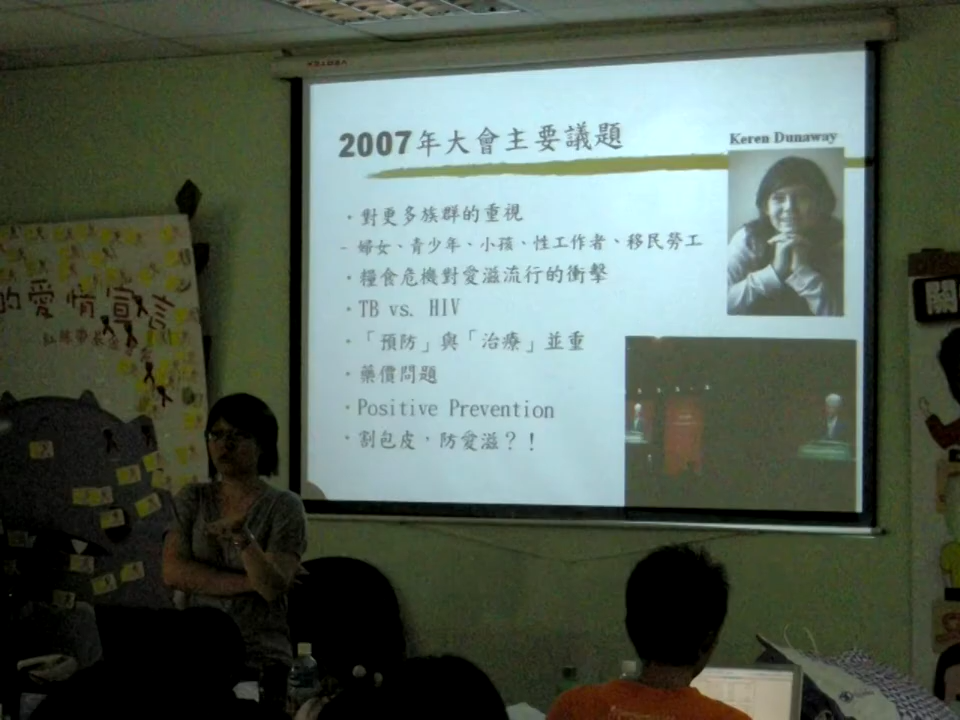 2007年大會主要議題
Keren Dunaway
・對更多族群的重視
– 婦女、青少年、小孩、性工作者、移民勞工
・糧食危機對愛滋流行的衝擊
・TB vs. HIV
・「預防」與「治療」並重
・藥價問題
・Positive Prevention
・割包皮，防愛滋？！
的愛情宣言
關